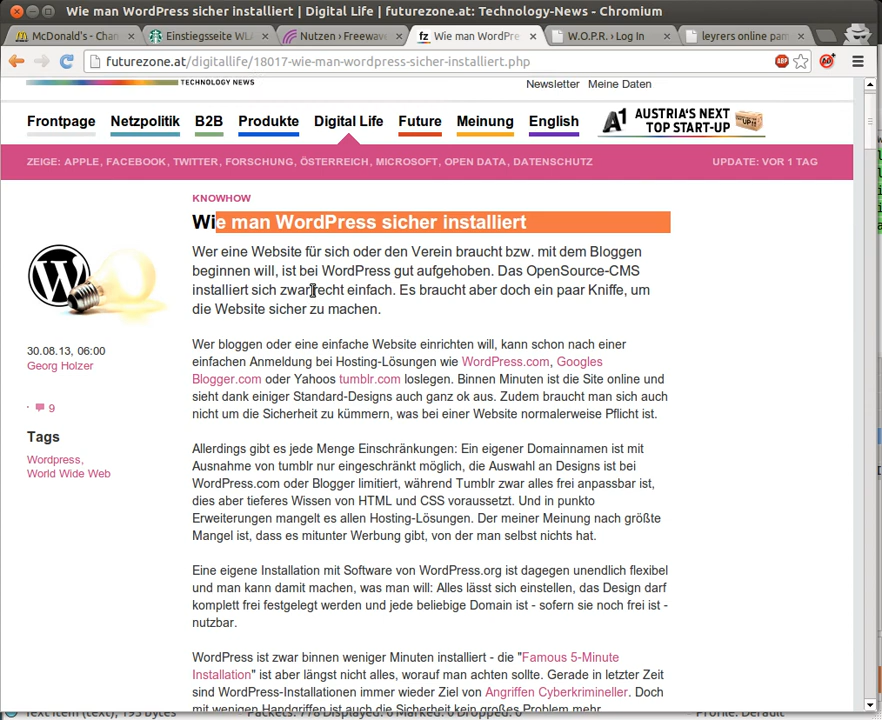 Wie man WordPress sicher installiert | Digital Life | futurezone.at: Technology-News - Chromium
McDonald's - Chan
Einstiegsseite WLA
Nutzen › Freewave
fz Wie man WordPre
W.O.P.R. › Log In
leyrers online pam
futurezone.at/digitallife/18017-wie-man-wordpress-sicher-installiert.php
ABP
TECHNOLOGY NEWS
Newsletter Meine Daten
Frontpage Netzpolitik B2B Produkte Digital Life Future Meinung English
A1 AUSTRIA'S NEXT
TOP START-UP
ZEIGE: APPLE, FACEBOOK, TWITTER, FORSCHUNG, ÖSTERREICH, MICROSOFT, OPEN DATA, DATENSCHUTZ UPDATE: VOR 1 TAG
KNOWHOW
Wie man WordPress sicher installiert
Wer eine Website für sich oder den Verein braucht bzw. mit dem Bloggen
beginnen will, ist bei WordPress gut aufgehoben. Das OpenSource-CMS
installiert sich zwar recht einfach. Es braucht aber doch ein paar Kniffe, um
die Website sicher zu machen.
30.08.13, 06:00
Georg Holzer
9
Tags
Wordpress,
World Wide Web
Wer bloggen oder eine einfache Website einrichten will, kann schon nach einer
einfachen Anmeldung bei Hosting-Lösungen wie WordPress.com, Googles
Blogger.com oder Yahoos tumblr.com loslegen. Binnen Minuten ist die Site online und
sieht dank einiger Standard-Designs auch ganz ok aus. Zudem braucht man sich auch
nicht um die Sicherheit zu kümmern, was bei einer Website normalerweise Pflicht ist.
Allerdings gibt es jede Menge Einschränkungen: Ein eigener Domainnamen ist mit
Ausnahme von tumblr nur eingeschränkt möglich, die Auswahl an Designs ist bei
WordPress.com oder Blogger limitiert, während Tumblr zwar alles frei anpassbar ist,
dies aber tieferes Wissen von HTML und CSS voraussetzt. Und in punkto
Erweiterungen mangelt es allen Hosting-Lösungen. Der meiner Meinung nach größte
Mangel ist, dass es mitunter Werbung gibt, von der man selbst nichts hat.
Eine eigene Installation mit Software von WordPress.org ist dagegen unendlich flexibel
und man kann damit machen, was man will: Alles lässt sich einstellen, das Design darf
komplett frei festgelegt werden und jede beliebige Domain ist - sofern sie noch frei ist -
nutzbar.
WordPress ist zwar binnen weniger Minuten installiert - die "Famous 5-Minute
Installation" ist aber längst nicht alles, worauf man achten sollte. Gerade in letzter Zeit
sind WordPress-Installationen immer wieder Ziel von Angriffen Cyberkrimineller. Doch
mit wenigen Handgriffen ist auch die Sicherheit kein großes Problem mehr.
Text item (text), 193 bytes Packets: 778 Displayed: 0 Marked: 0 Dropped: 0 Profile: Default